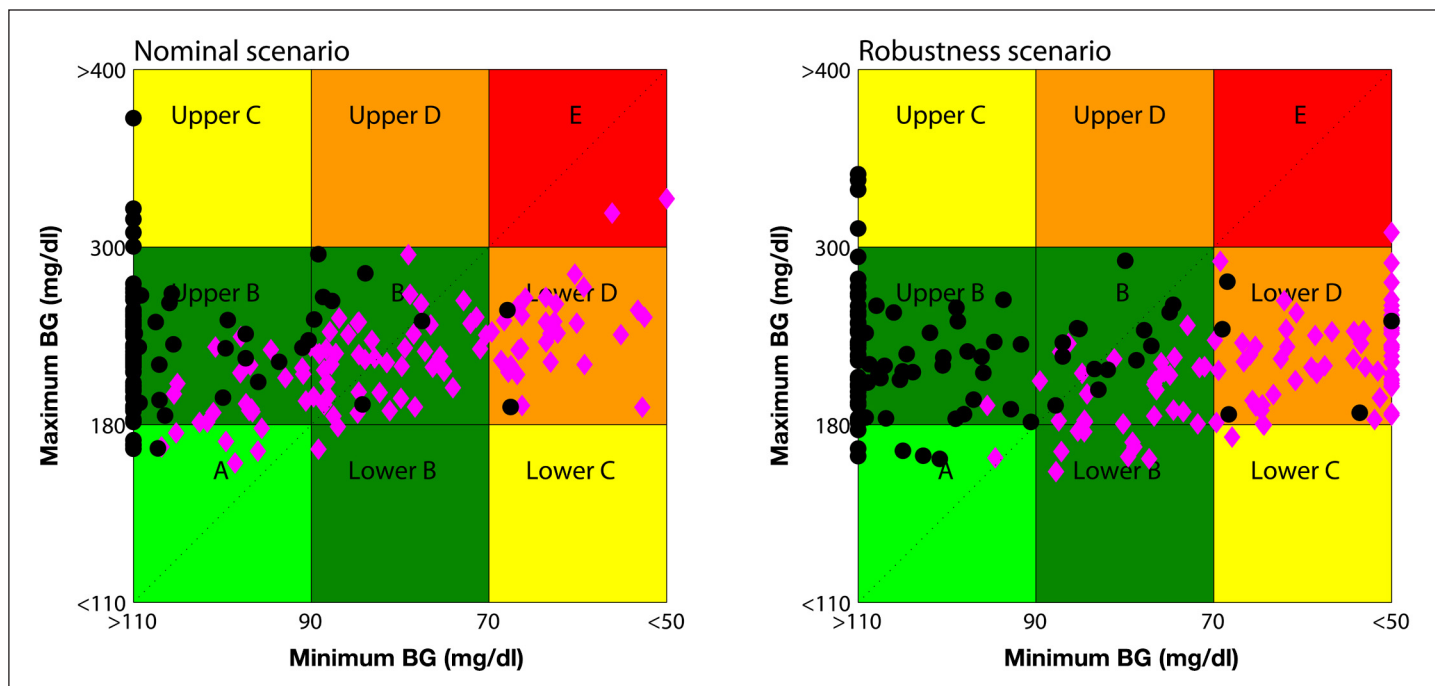 Nominal scenario
>400
Upper C
Upper D
E
300
Upper B
B
Lower D
180
A
Lower B
Lower C
<110
>110
90
70
<50
Maximum BG (mg/dl)
Minimum BG (mg/dl)
Robustness scenario
>400
Upper C
Upper D
E
300
Upper B
B
Lower D
180
A
Lower B
Lower C
<110
>110
90
70
<50
Maximum BG (mg/dl)
Minimum BG (mg/dl)